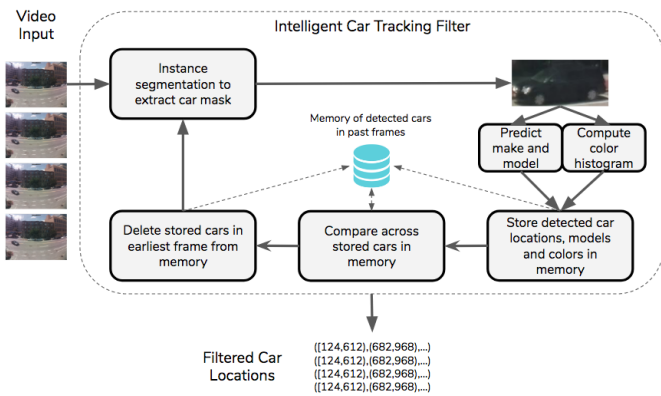 Video
Input
Intelligent Car Tracking Filter
Instance
segmentation to
extract car mask
Memory of detected cars
in past frames
Predict
make and
model
Compute
color
histogram
Delete stored cars in
earliest frame from
memory
Compare across
stored cars in
memory
Store detected car
locations, models
and colors in
memory
Filtered Car
Locations
([124,612),(682,968),...)
([124,612),(682,968),...)
([124,612),(682,968),...)
([124,612),(682,968),...)